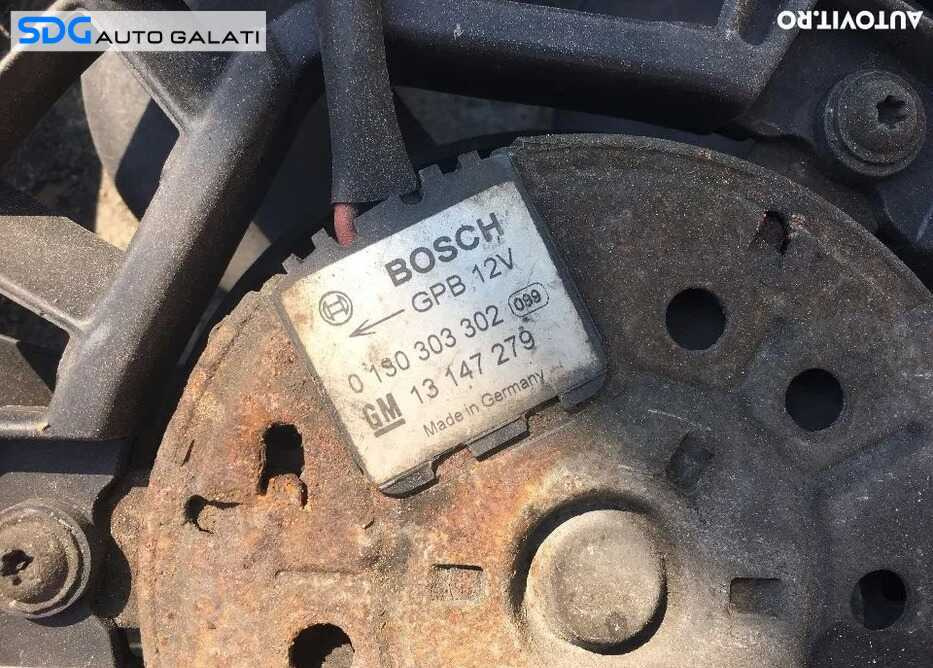 SDG AUTO GALATI
AUTOVIT.RO
BOSCH
GPB 12V
0 130 303 302 099
GM 13 147 279
Made in Germany